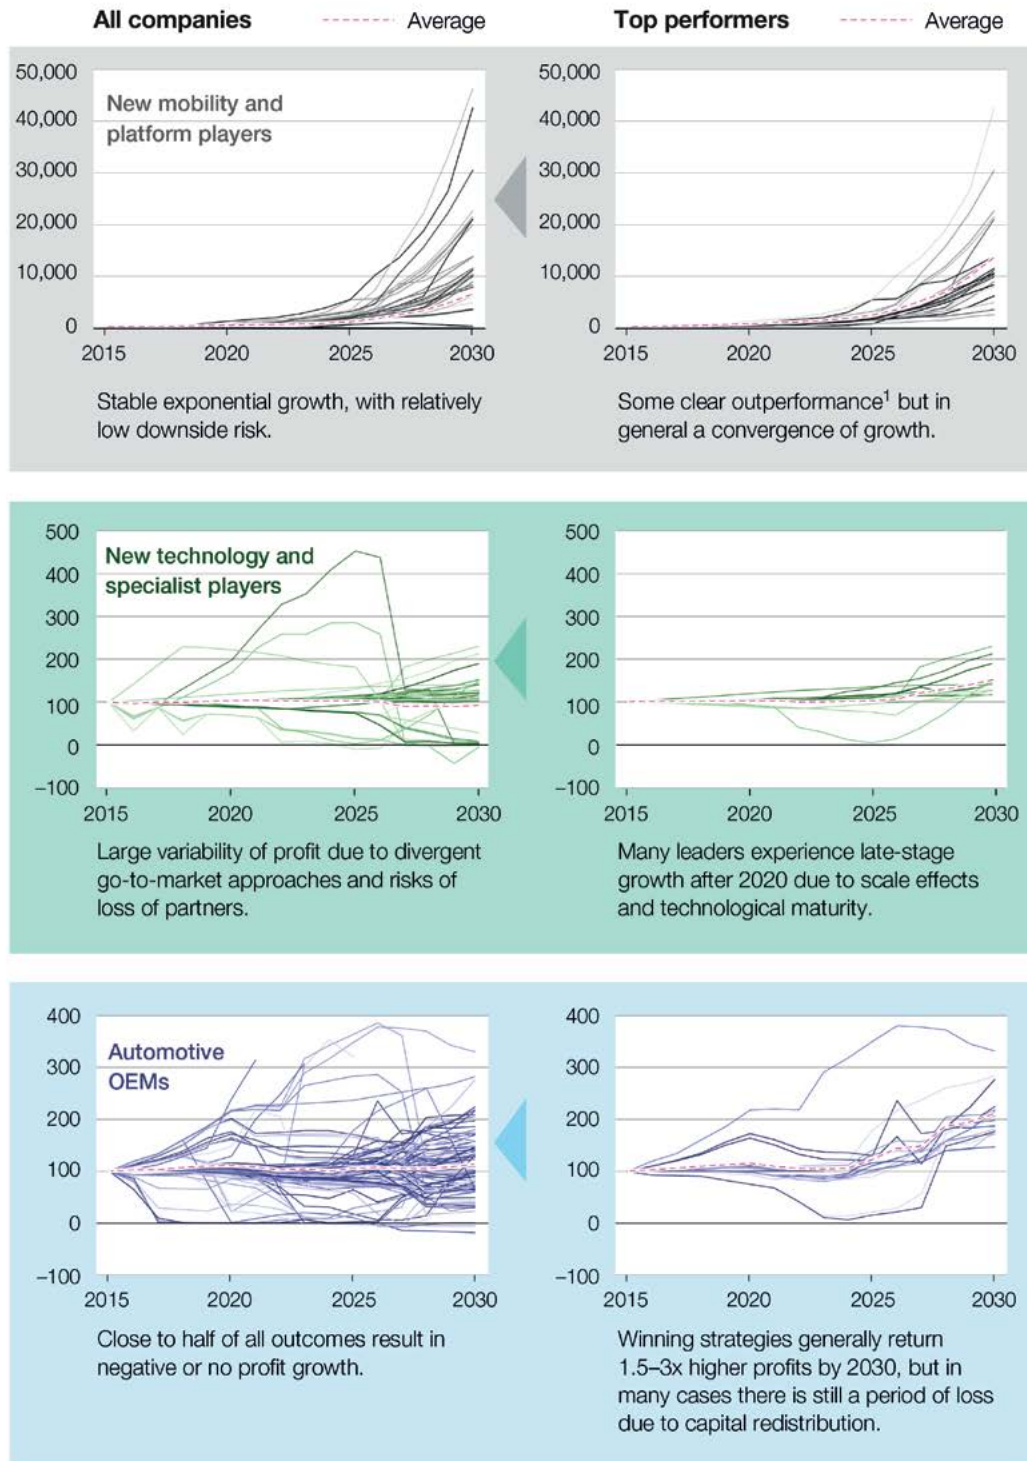 All companies
Average
Top performers
Average
50,000
40,000
30,000
20,000
10,000
0
2015
2020
2025
2030
New mobility and
platform players
Stable exponential growth, with relatively
low downside risk.
50,000
40,000
30,000
20,000
10,000
0
2015
2020
2025
2030
Some clear outperformance¹ but in
general a convergence of growth.
500
400
300
200
100
0
–100
2015
2020
2025
2030
New technology and
specialist players
Large variability of profit due to divergent
go-to-market approaches and risks of
loss of partners.
500
400
300
200
100
0
–100
2015
2020
2025
2030
Many leaders experience late-stage
growth after 2020 due to scale effects
and technological maturity.
400
300
200
100
0
–100
2015
2020
2025
2030
Automotive
OEMs
Close to half of all outcomes result in
negative or no profit growth.
400
300
200
100
0
–100
2015
2020
2025
2030
Winning strategies generally return
1.5–3x higher profits by 2030, but in
many cases there is still a period of loss
due to capital redistribution.